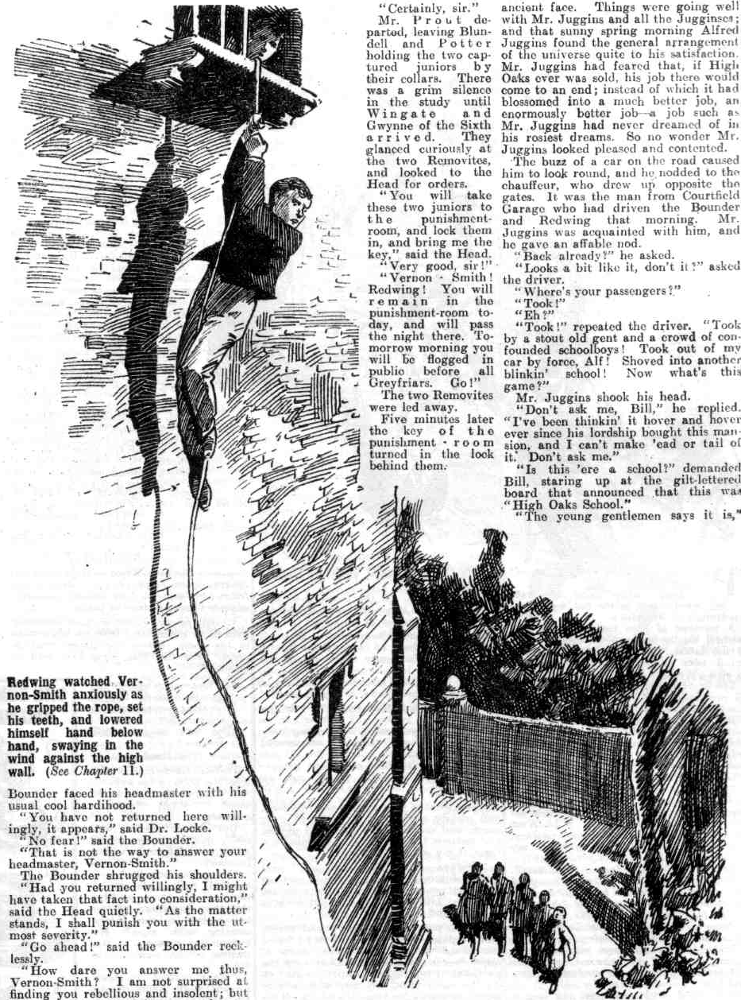 Redwing watched Ver-
non-Smith anxiously as
he gripped the rope, set
his teeth, and lowered
himself hand below
hand, swaying in the
wind against the high
wall. (See Chapter 11.)
Bounder faced his headmaster with his
usual cool hardihood.
"You have not returned here will-
ingly, it appears," said Dr. Locke.
"No fear!" said the Bounder.
"That is not the way to answer your
headmaster, Vernon-Smith."
The Bounder shrugged his shoulders.
"Had you returned willingly, I might
have taken that fact into consideration,"
said the Head quietly. "As the matter
stands, I shall punish you with the ut-
most severity."
"Go ahead!" said the Bounder reck-
lessly.
"How dare you answer me thus,
Vernon-Smith? I am not surprised at
finding you rebellious and insolent; but
"Certainly, sir."
Mr. Prout de-
parted, leaving Blun-
dell and Potter
holding the two cap-
tured juniors by
their collars. There
was a grim silence
in the study until
Wingate and
Gwynne of the Sixth
arrived. They
glanced curiously at
the two Removites,
and looked to the
Head for orders.
"You will take
these two juniors to
the punishment-
room, and lock them
in, and bring me the
key," said the Head.
"Very good, sir!"
"Vernon-Smith!
Redwing! You will
remain in the
punishment-room to-
day, and will pass
the night there. To-
morrow morning you
will be flogged in
public before all
Greyfriars. Go!"
The two Removites
were led away.
Five minutes later
the key of the
punishment-room
turned in the lock
behind them.
ancient face. Things were going well
with Mr. Juggins and all the Jugginses;
and that sunny spring morning Alfred
Juggins found the general arrangement
of the universe quite to his satisfaction.
Mr. Juggins had feared that, if High
Oaks ever was sold, his job there would
come to an end; instead of which it had
blossomed into a much better job, an
enormously better job—a job such as
Mr. Juggins had never dreamed of in
his rosiest dreams. So no wonder Mr.
Juggins looked pleased and contented.
The buzz of a car on the road caused
him to look round, and he nodded to the
chauffeur, who drew up opposite the
gates. It was the man from Courtfield
Garage who had driven the Bounder
and Redwing that morning. Mr.
Juggins was acquainted with him, and
he gave an affable nod.
"Back already?" he asked.
"Looks a bit like it, don't it?" asked
the driver.
"Where's your passengers?"
"Took!"
"Eh?"
"Took!" repeated the driver. "Took
by a stout old gent and a crowd of con-
founded schoolboys! Took out of my
car by force, Alf! Shoved into another
blinkin' school! Now what's this
game?"
Mr. Juggins shook his head.
"Don't ask me, Bill," he replied.
"I've been thinkin' it hover and hover
ever since his lordship bought this man-
sion, and I can't make 'ead or tail of
it. Don't ask me."
"Is this 'ere a school?" demanded
Bill, staring up at the gilt-lettered
board that announced that this was
"High Oaks School."
"The young gentlemen says it is,"